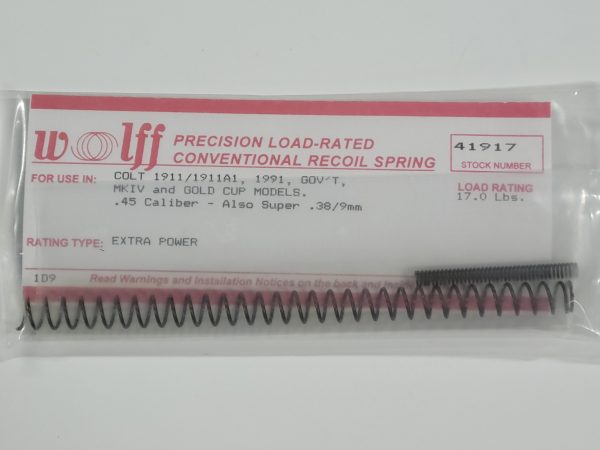 wolff PRECISION LOAD-RATED
CONVENTIONAL RECOIL SPRING
41917
STOCK NUMBER
FOR USE IN: COLT 1911/1911A1, 1991, GOV'T,
MKIV and GOLD CUP MODELS.
.45 Caliber - Also Super .38/9mm
LOAD RATING
17.0 Lbs.
RATING TYPE: EXTRA POWER
1D9 Read Warnings and Installation Notices on the back and